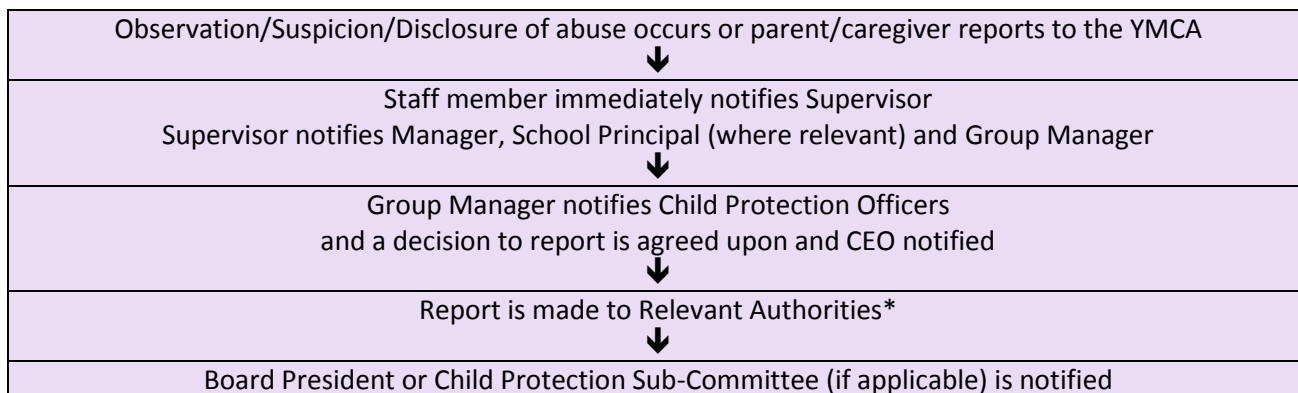 Observation/Suspicion/Disclosure of abuse occurs or parent/caregiver reports to the YMCA
🡻
Staff member immediately notifies Supervisor
Supervisor notifies Manager, School Principal (where relevant) and Group Manager
🡻
Group Manager notifies Child Protection Officers
and a decision to report is agreed upon and CEO notified
🡻
Report is made to Relevant Authorities*
🡻
Board President or Child Protection Sub-Committee (if applicable) is notified